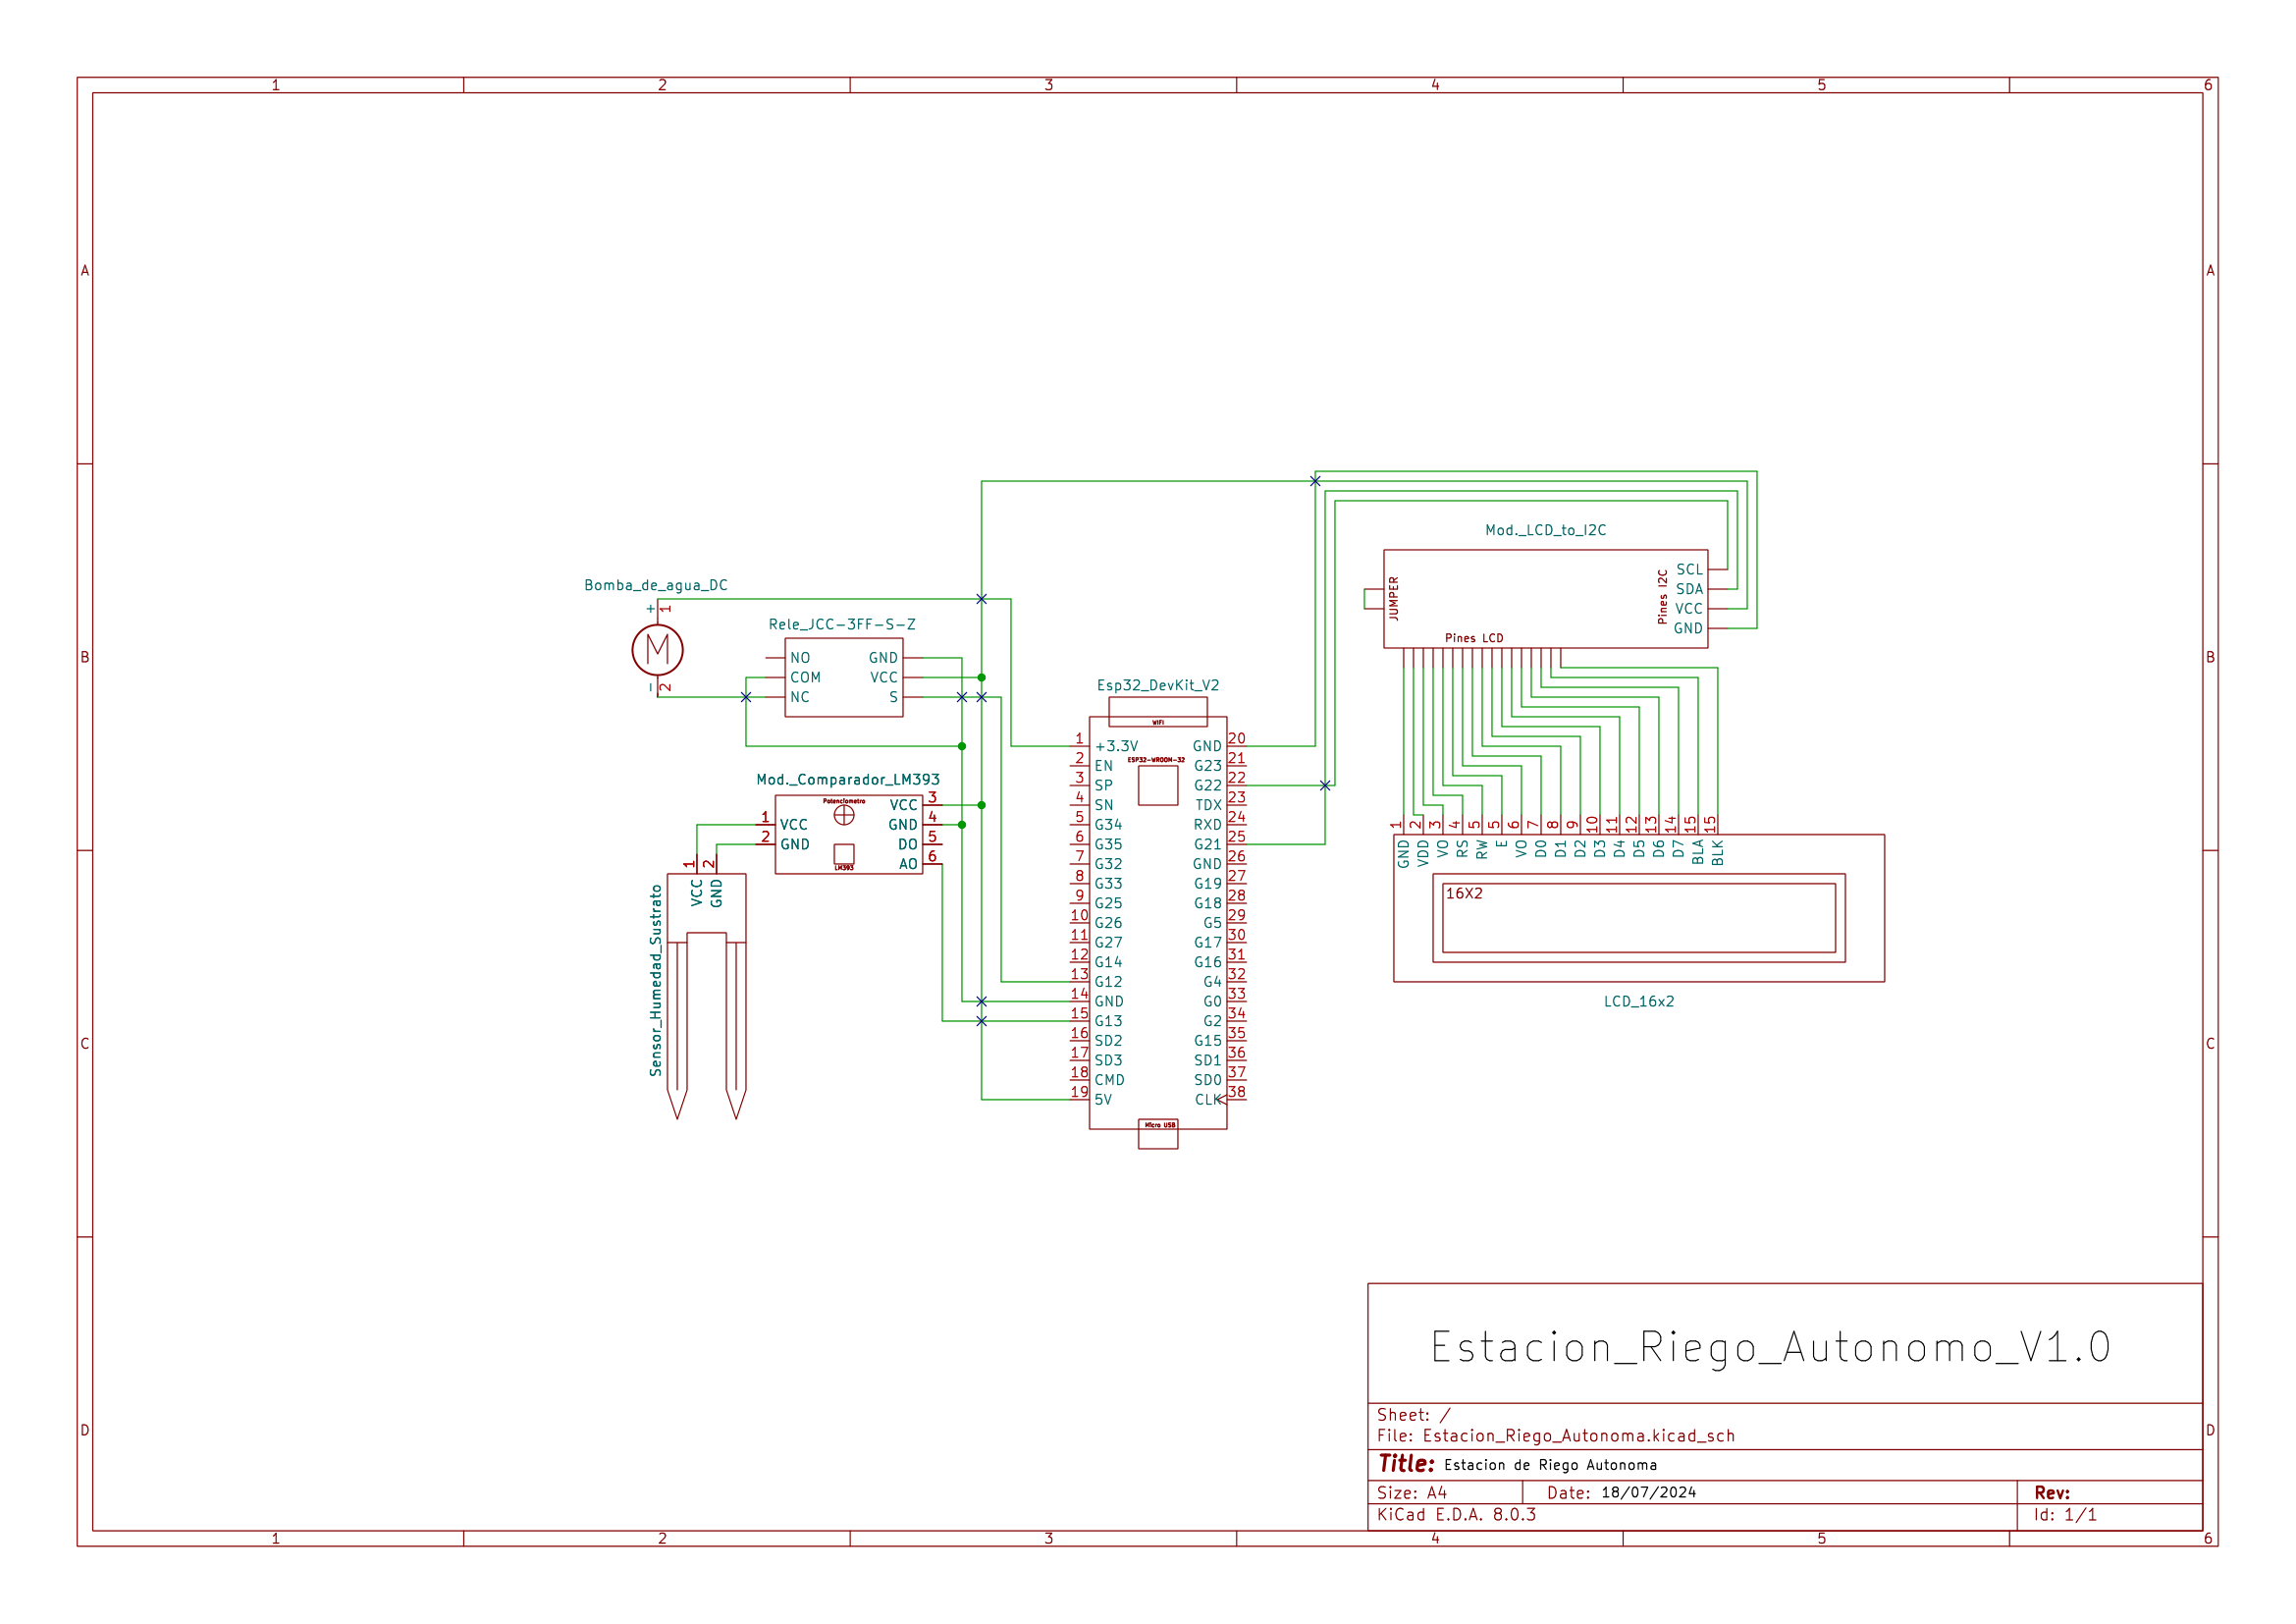 1 2 3 4 5 6
A A
B B
C C
D D
Bomba_de_agua_DC
+ 1
M
- 2
Rele_JCC-3FF-S-Z
NO GND
COM VCC
NC S
Mod._Comparador_LM393
Potenciometro
VCC 3
1 VCC GND 4
2 GND DO 5
AO 6
LM393
1 2
VCC GND
Sensor_Humedad_Sustrato
Esp32_DevKit_V2
WIFI
ESP32-WROOM-32
1 +3.3V GND 20
2 EN G23 21
3 SP G22 22
4 SN TDX 23
5 G34 RXD 24
6 G35 G21 25
7 G32 GND 26
8 G33 G19 27
9 G25 G18 28
10 G26 G5 29
11 G27 G17 30
12 G14 G16 31
13 G12 G4 32
14 GND G0 33
15 G13 G2 34
16 SD2 G15 35
17 SD3 SD1 36
18 CMD SD0 37
19 5V CLK 38
Micro USB
Mod._LCD_to_I2C
JUMPER
Pines I2C
SCL
SDA
VCC
GND
Pines LCD
1 2 3 4 5 5 6 7 8 9 10 11 12 13 14 15 15
GND VDD VO RS RW E VO D0 D1 D2 D3 D4 D5 D6 D7 BLA BLK
16X2
LCD_16x2
Estacion_Riego_Autonomo_V1.0
Sheet: /
File: Estacion_Riego_Autonoma.kicad_sch
Title: Estacion de Riego Autonoma
Size: A4 Date: 18/07/2024 Rev:
KiCad E.D.A. 8.0.3 Id: 1/1
1 2 3 4 5 6